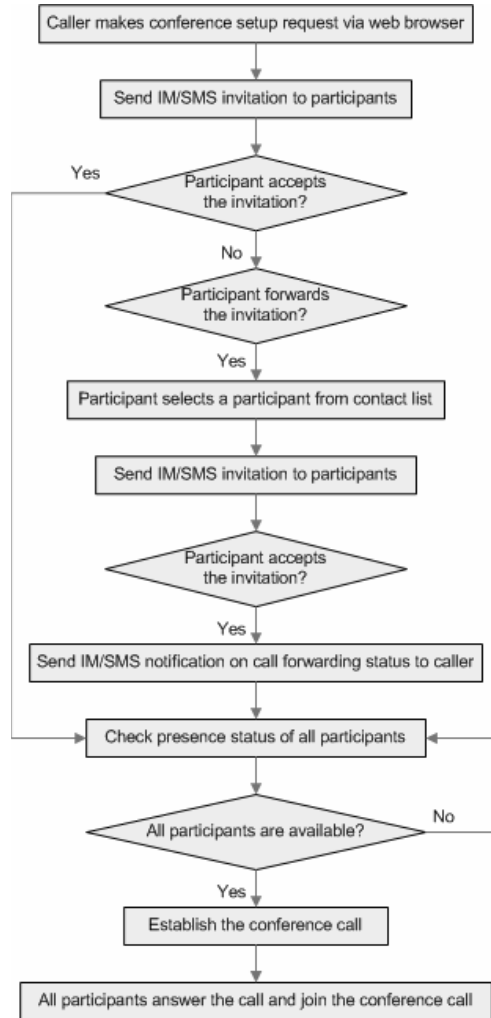 Caller makes conference setup request via web browser
Send IM/SMS invitation to participants
Yes
Participant accepts
the invitation?
No
Participant forwards
the invitation?
Yes
Participant selects a participant from contact list
Send IM/SMS invitation to participants
Participant accepts
the invitation?
Yes
Send IM/SMS notification on call forwarding status to caller
Check presence status of all participants
All participants are available?
No
Yes
Establish the conference call
All participants answer the call and join the conference call